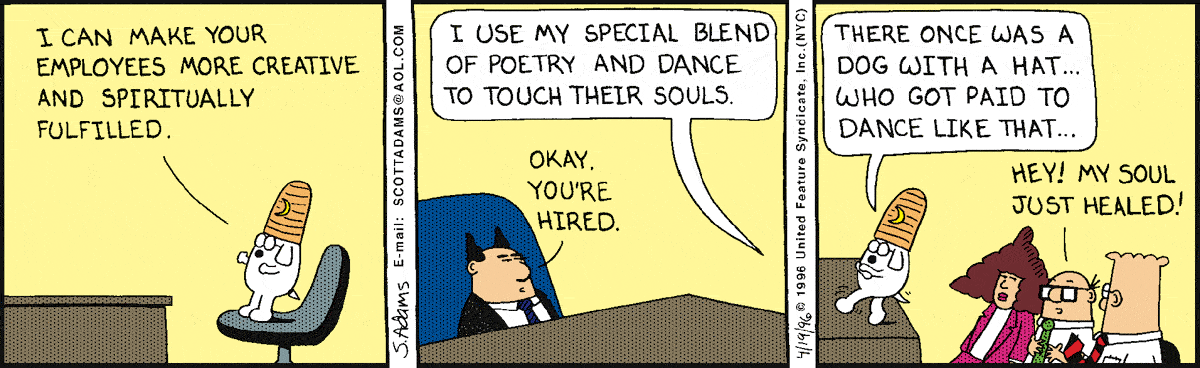 I CAN MAKE YOUR
EMPLOYEES MORE CREATIVE
AND SPIRITUALLY
FULFILLED.
S. Adams E-mail: SCOTTADAMS@AOL.COM
I USE MY SPECIAL BLEND
OF POETRY AND DANCE
TO TOUCH THEIR SOULS.
OKAY,
YOU'RE
HIRED.
4/19/96 © 1996 United Feature Syndicate, Inc.(NYC)
THERE ONCE WAS A
DOG WITH A HAT...
WHO GOT PAID TO
DANCE LIKE THAT...
HEY! MY SOUL
JUST HEALED!